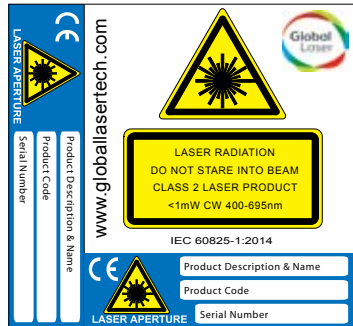 CE
LASER APERTURE
Product Description & Name
Product Code
Serial Number
www.globallasertech.com
Global
Laser
LASER RADIATION
DO NOT STARE INTO BEAM
CLASS 2 LASER PRODUCT
<1mW CW 400-695nm
IEC 60825-1:2014
CE
LASER APERTURE
Product Description & Name
Product Code
Serial Number